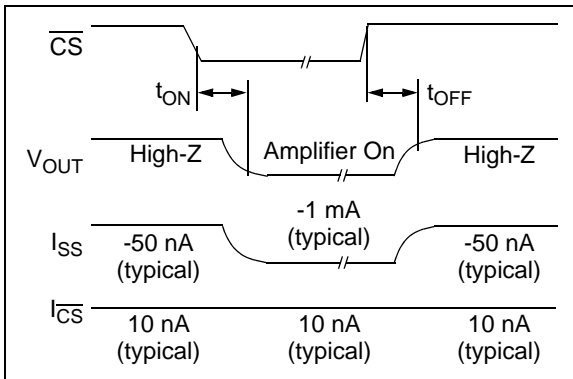 CS
tON
tOFF
VOUT
High-Z
Amplifier On
High-Z
ISS
-50 nA
(typical)
-1 mA
(typical)
-50 nA
(typical)
ICS
10 nA
(typical)
10 nA
(typical)
10 nA
(typical)